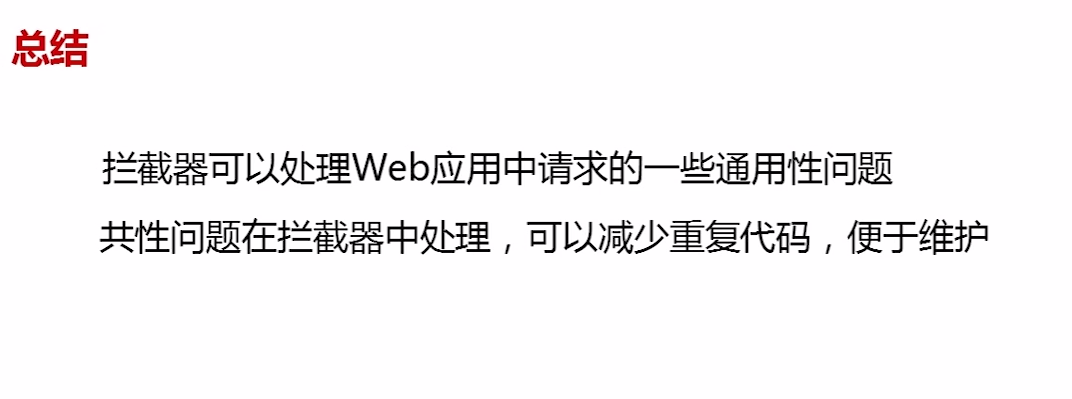 总结
拦截器可以处理Web应用中请求的一些通用性问题
共性问题在拦截器中处理，可以减少重复代码，便于维护